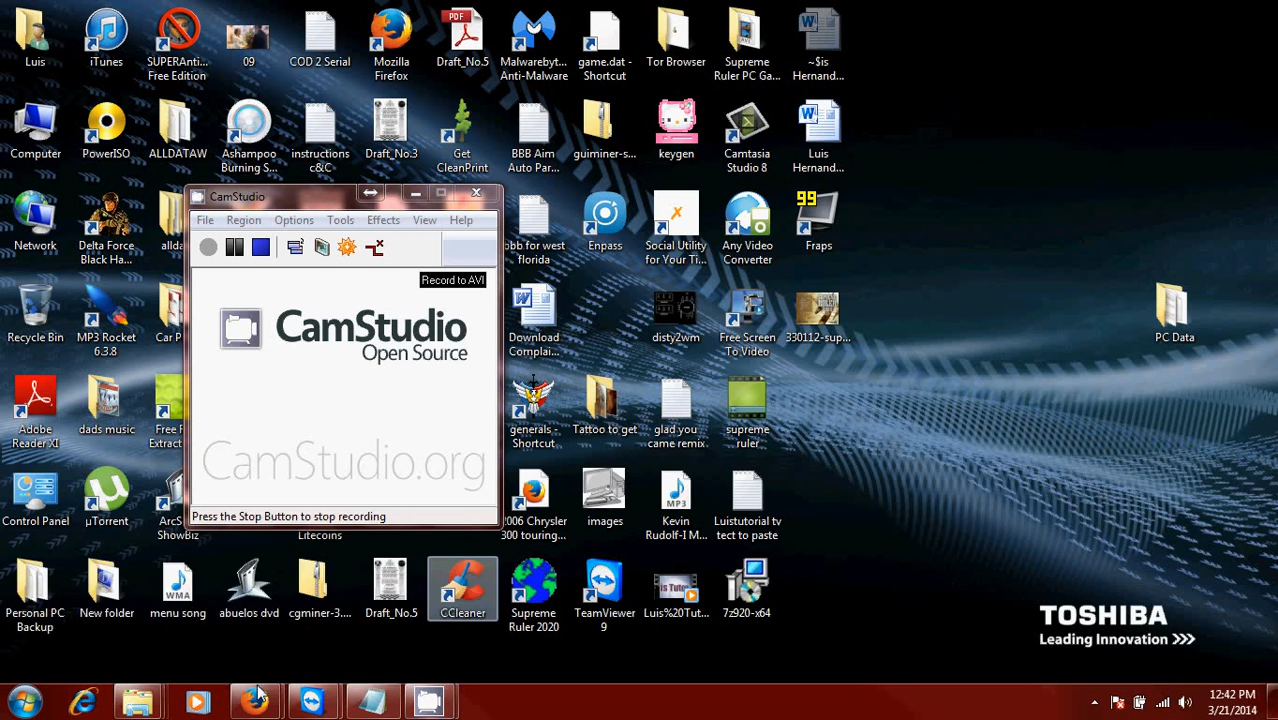 Luis
iTunes
SUPERAnti...
Free Edition
09
COD 2 Serial
Mozilla
Firefox
PDF
Draft_No.5
Malwarebyt...
Anti-Malware
game.dat -
Shortcut
Tor Browser
Supreme
Ruler PC Ga...
~$is
Hernand...
Computer
PowerISO
ALLDATAW
Ashampoo
Burning S...
instructions
c&C
Draft_No.3
Get
CleanPrint
BBB Aim
Auto Par...
guiminer-s...
keygen
Camtasia
Studio 8
Luis
Hernand...
Network
Delta Force
Black Ha...
allda
CamStudio
File Region Options Tools Effects View Help
Record to AVI
CamStudio
Open Source
CamStudio.org
Press the Stop Button to stop recording
bbb for west
florida
Enpass
Social Utility
for Your Ti...
Any Video
Converter
99
Fraps
Recycle Bin
MP3 Rocket
6.3.8
Car P
Download
Complai...
disty2wm
Free Screen
To Video
330112-sup...
PC Data
Adobe
Reader XI
dads music
Free F
Extract
generals -
Shortcut
Tattoo to get
glad you
came remix
supreme
ruler
Control Panel
µTorrent
ArcS
ShowBiz
Litecoins
2006 Chrysler
300 touring...
images
MP3
Kevin
Rudolf-I M...
Luistutorial tv
tect to paste
Personal PC
Backup
New folder
WMA
menu song
abuelos dvd
cgminer-3....
Draft_No.5
CCleaner
Supreme
Ruler 2020
TeamViewer
9
Luis%20Tut...
7z920-x64
TOSHIBA
Leading Innovation >>>
12:42 PM
3/21/2014